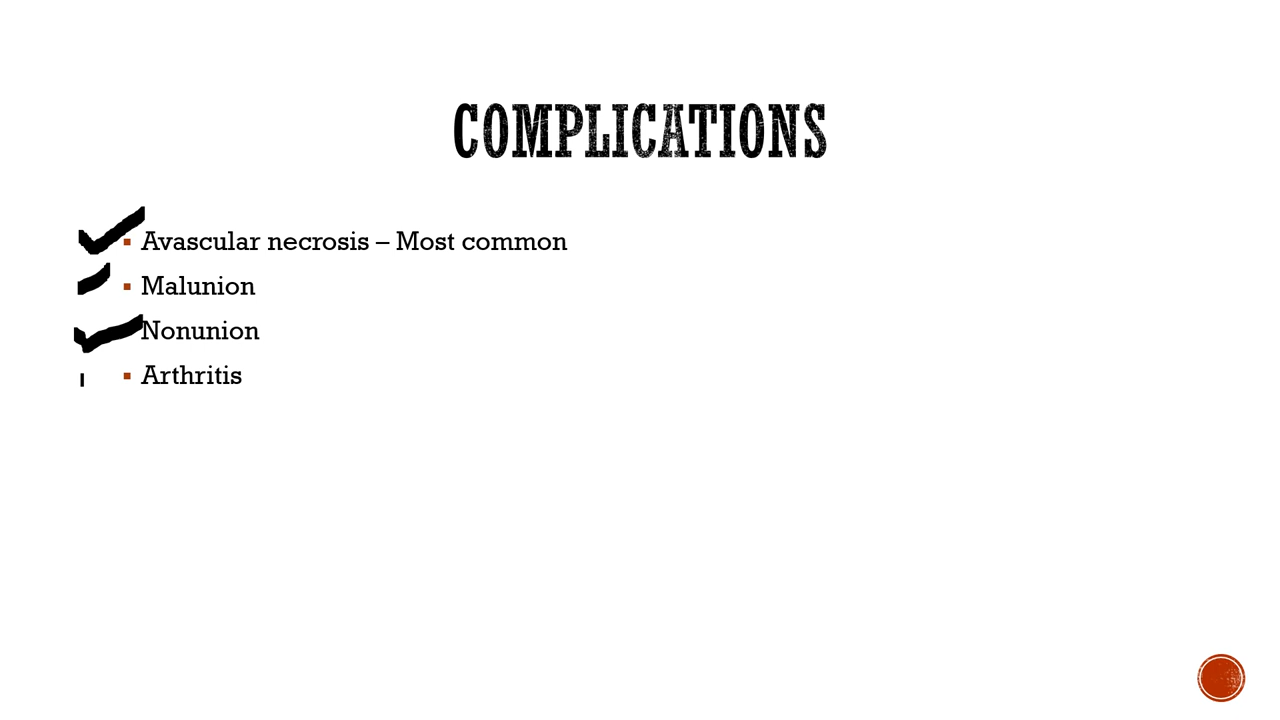 COMPLICATIONS
Avascular necrosis – Most common
Malunion
Nonunion
Arthritis